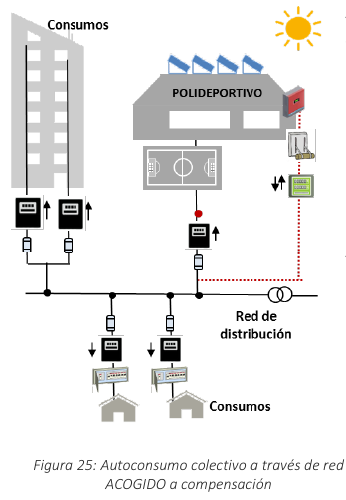 Consumos
POLIDEPORTIVO
Red de
distribución
Consumos
Figura 25: Autoconsumo colectivo a través de red
ACOGIDO a compensación